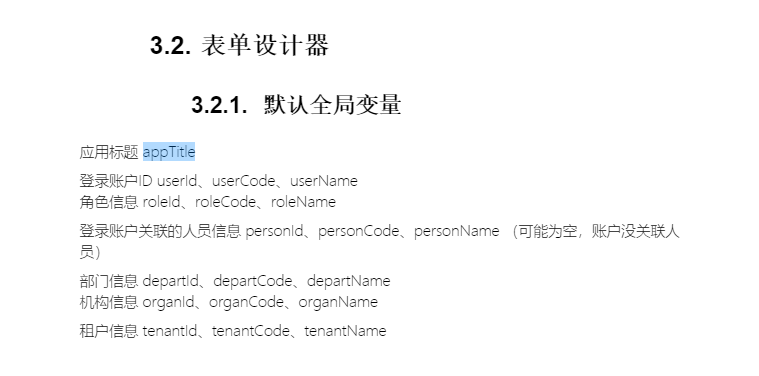 3.2. 表单设计器
3.2.1. 默认全局变量
应用标题 appTitle
登录账户ID userId、userCode、userName
角色信息 roleId、roleCode、roleName
登录账户关联的人员信息 personId、personCode、personName （可能为空，账户没关联人
员）
部门信息 departId、departCode、departName
机构信息 organId、organCode、organName
租户信息 tenantId、tenantCode、tenantName